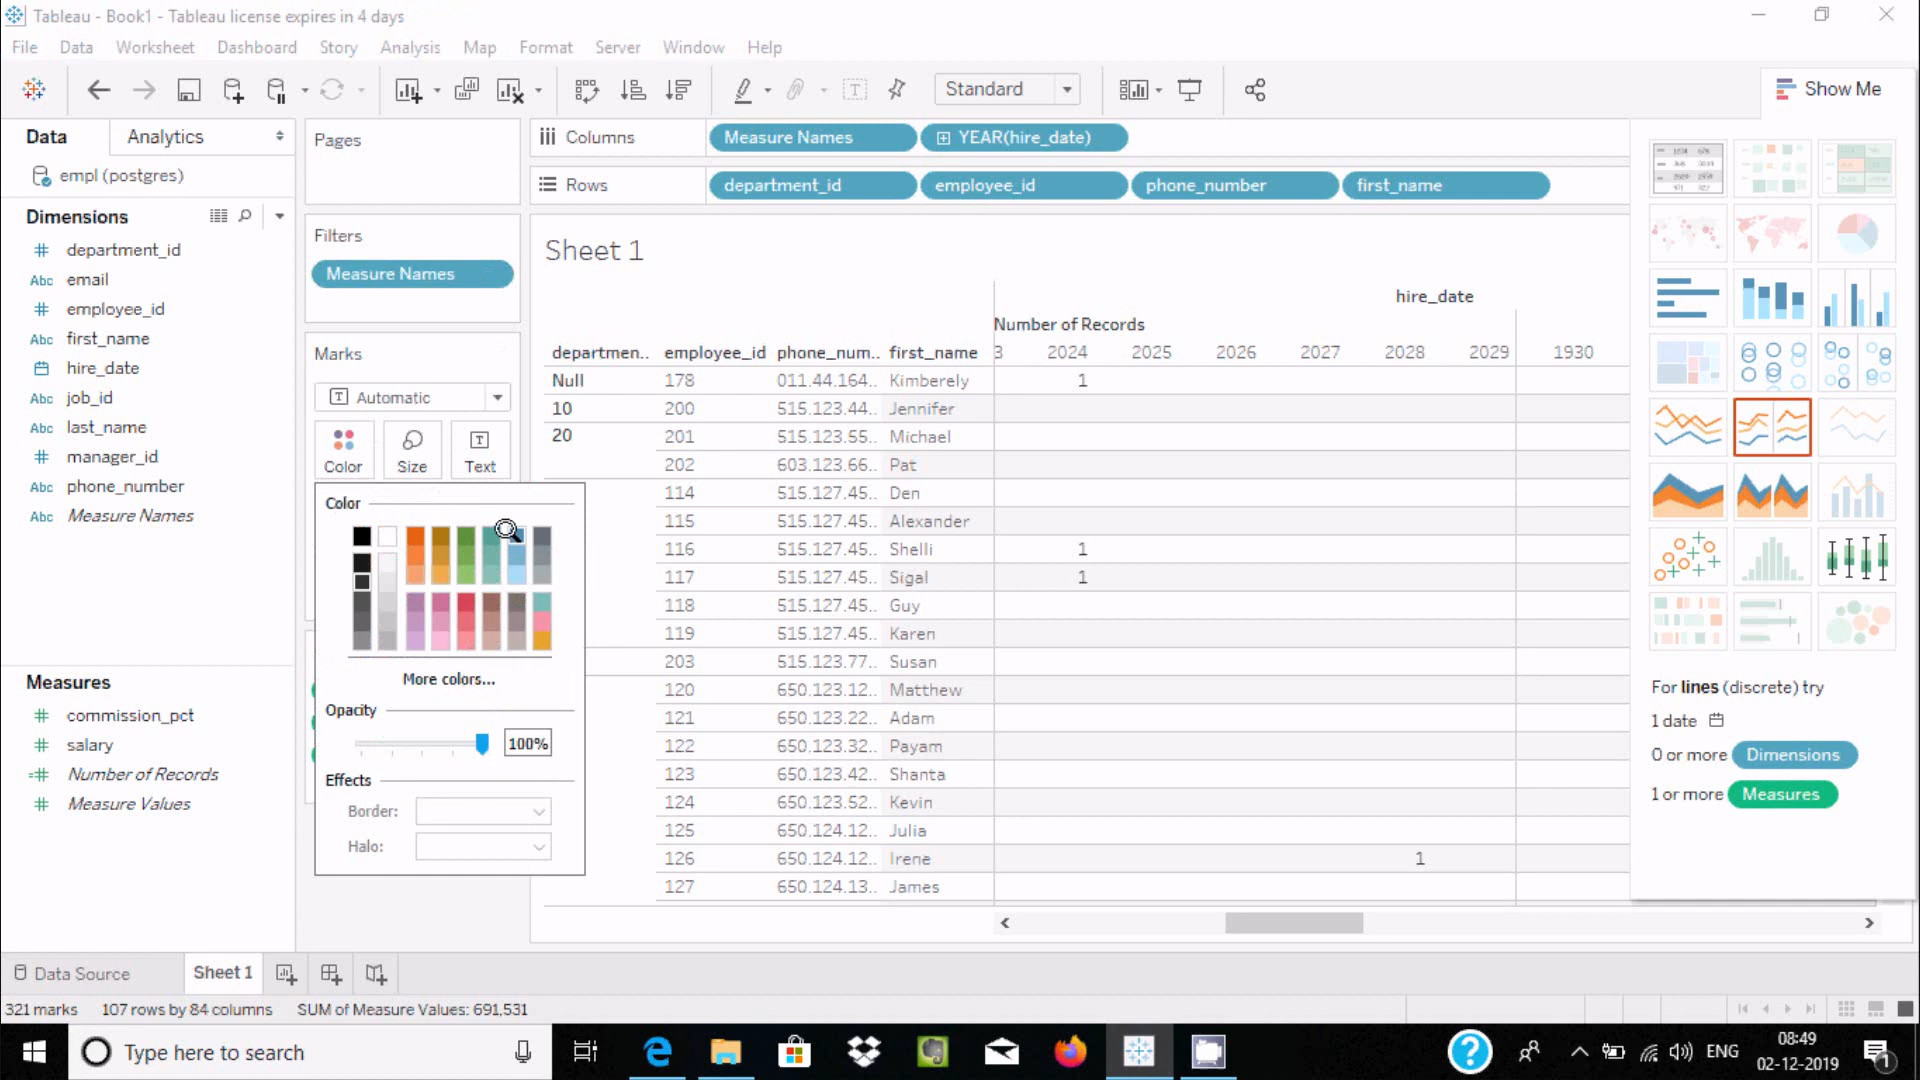 Tableau - Book1 - Tableau license expires in 4 days
File Data Worksheet Dashboard Story Analysis Map Format Server Window Help
Standard
Show Me
Data
Analytics
empl (postgres)
Dimensions
# department_id
Abc email
# employee_id
Abc first_name
hire_date
Abc job_id
Abc last_name
# manager_id
Abc phone_number
Abc Measure Names
Measures
# commission_pct
# salary
=# Number of Records
# Measure Values
Pages
Filters
Measure Names
Marks
Automatic
Color Size Text
Color
More colors...
Opacity
100%
Effects
Border:
Halo:
Columns
Measure Names
YEAR(hire_date)
Rows
department_id
employee_id
phone_number
first_name
Sheet 1
hire_date
Number of Records
departmen.. employee_id phone_num.. first_name 3 2024 2025 2026 2027 2028 2029 1930
Null 178 011.44.164.. Kimberely 1
10 200 515.123.44.. Jennifer
20 201 515.123.55.. Michael
202 603.123.66.. Pat
114 515.127.45.. Den
115 515.127.45.. Alexander
116 515.127.45.. Shelli 1
117 515.127.45.. Sigal 1
118 515.127.45.. Guy
119 515.127.45.. Karen
203 515.123.77.. Susan
120 650.123.12.. Matthew
121 650.123.22.. Adam
122 650.123.32.. Payam
123 650.123.42.. Shanta
124 650.123.52.. Kevin
125 650.124.12.. Julia
126 650.124.12.. Irene 1
127 650.124.13.. James
For lines (discrete) try
1 date
0 or more Dimensions
1 or more Measures
Data Source
Sheet 1
321 marks 107 rows by 84 columns SUM of Measure Values: 691,531
Type here to search
ENG
08:49
02-12-2019
1